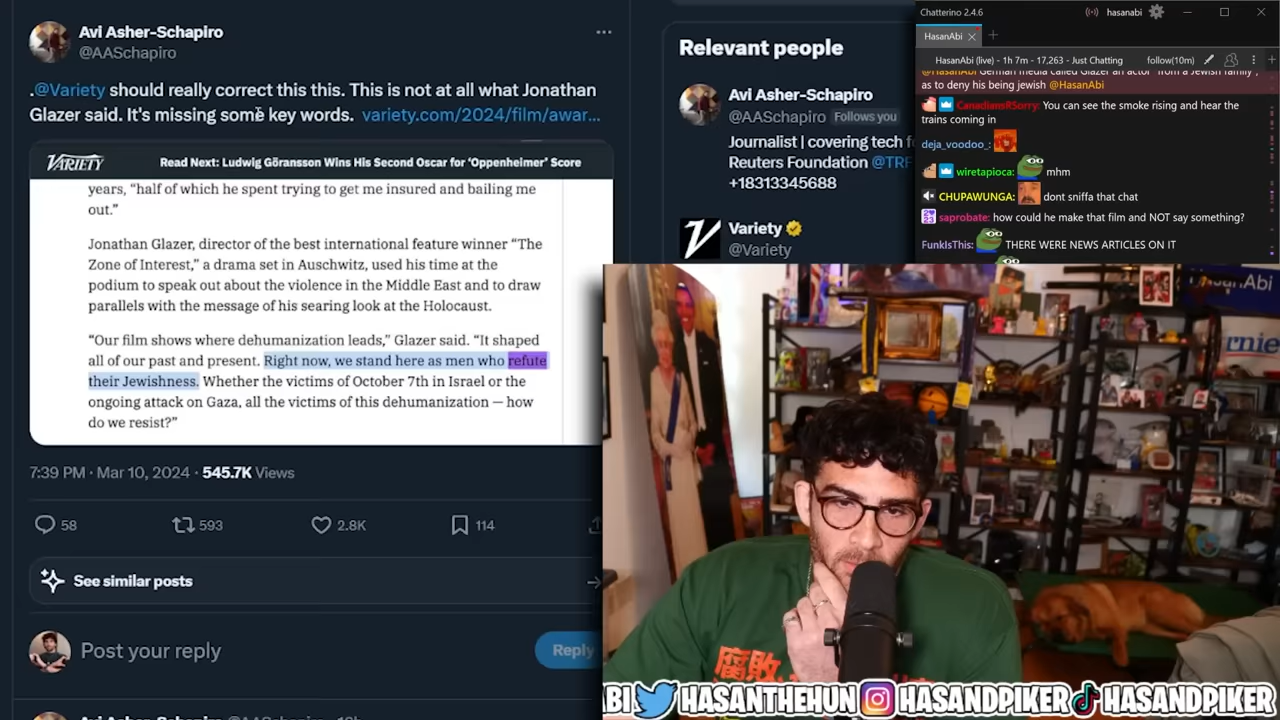 Avi Asher-Schapiro
@AASchapiro
.@Variety should really correct this this. This is not at all what Jonathan
Glazer said. It's missing some key words. variety.com/2024/film/awar...
VARIETY
Read Next: Ludwig Göransson Wins His Second Oscar for ‘Oppenheimer’ Score
years, “half of which he spent trying to get me insured and bailing me
out.”
Jonathan Glazer, director of the best international feature winner “The
Zone of Interest,” a drama set in Auschwitz, used his time at the
podium to speak out about the violence in the Middle East and to draw
parallels with the message of his searing look at the Holocaust.
“Our film shows where dehumanization leads,” Glazer said. “It shaped
all of our past and present. Right now, we stand here as men who refute
their Jewishness. Whether the victims of October 7th in Israel or the
ongoing attack on Gaza, all the victims of this dehumanization — how
do we resist?”
7:39 PM · Mar 10, 2024 · 545.7K Views
58
593
2.8K
114
See similar posts
Post your reply
Reply
Avi Asher-Schapiro
Relevant people
Avi Asher-Schapiro
@AASchapiro Follows you
Journalist | covering tech f
Reuters Foundation @TRF
+18313345688
Variety
@Variety
Chatterino 2.4.6
hasanabi
HasanAbi
HasanAbi (live) - 1h 7m - 17,263 - Just Chatting
follow(10m)
@HasanAbi German media called Glazer an actor "from a Jewish family",
as to deny his being jewish @HasanAbi
CanadiansRSorry: You can see the smoke rising and hear the
trains coming in
deja_voodoo_:
wiretapioca: mhm
CHUPAWUNGA: dont sniffa that chat
saprobate: how could he make that film and NOT say something?
FunkIsThis: THERE WERE NEWS ARTICLES ON IT
anAbi
rnie
腐敗
ABI HASANTHEHUN HASANDPIKER HASANDPIKER